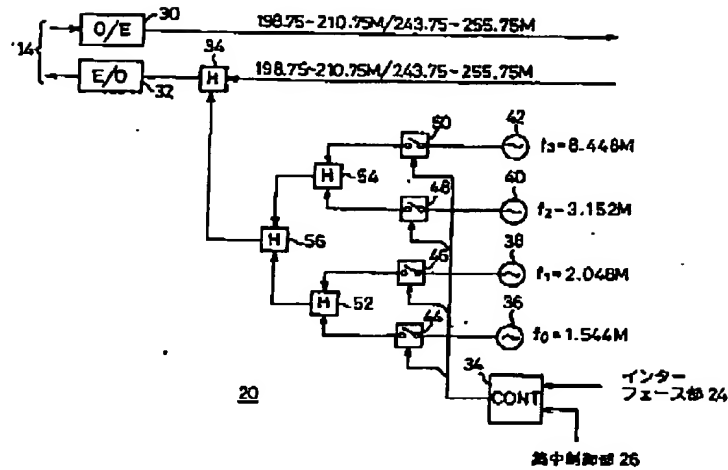 30
O/E
198.75~210.75M/243.75~255.75M
14
34
E/O
H
198.75~210.75M/243.75~255.75M
32
50
42
f3=8.448M
H
54
48
40
f2=3.152M
H
56
46
38
f1=2.048M
H
52
44
36
f0=1.544M
34
CONT
インター
フェース部 24
20
集中制御部 26